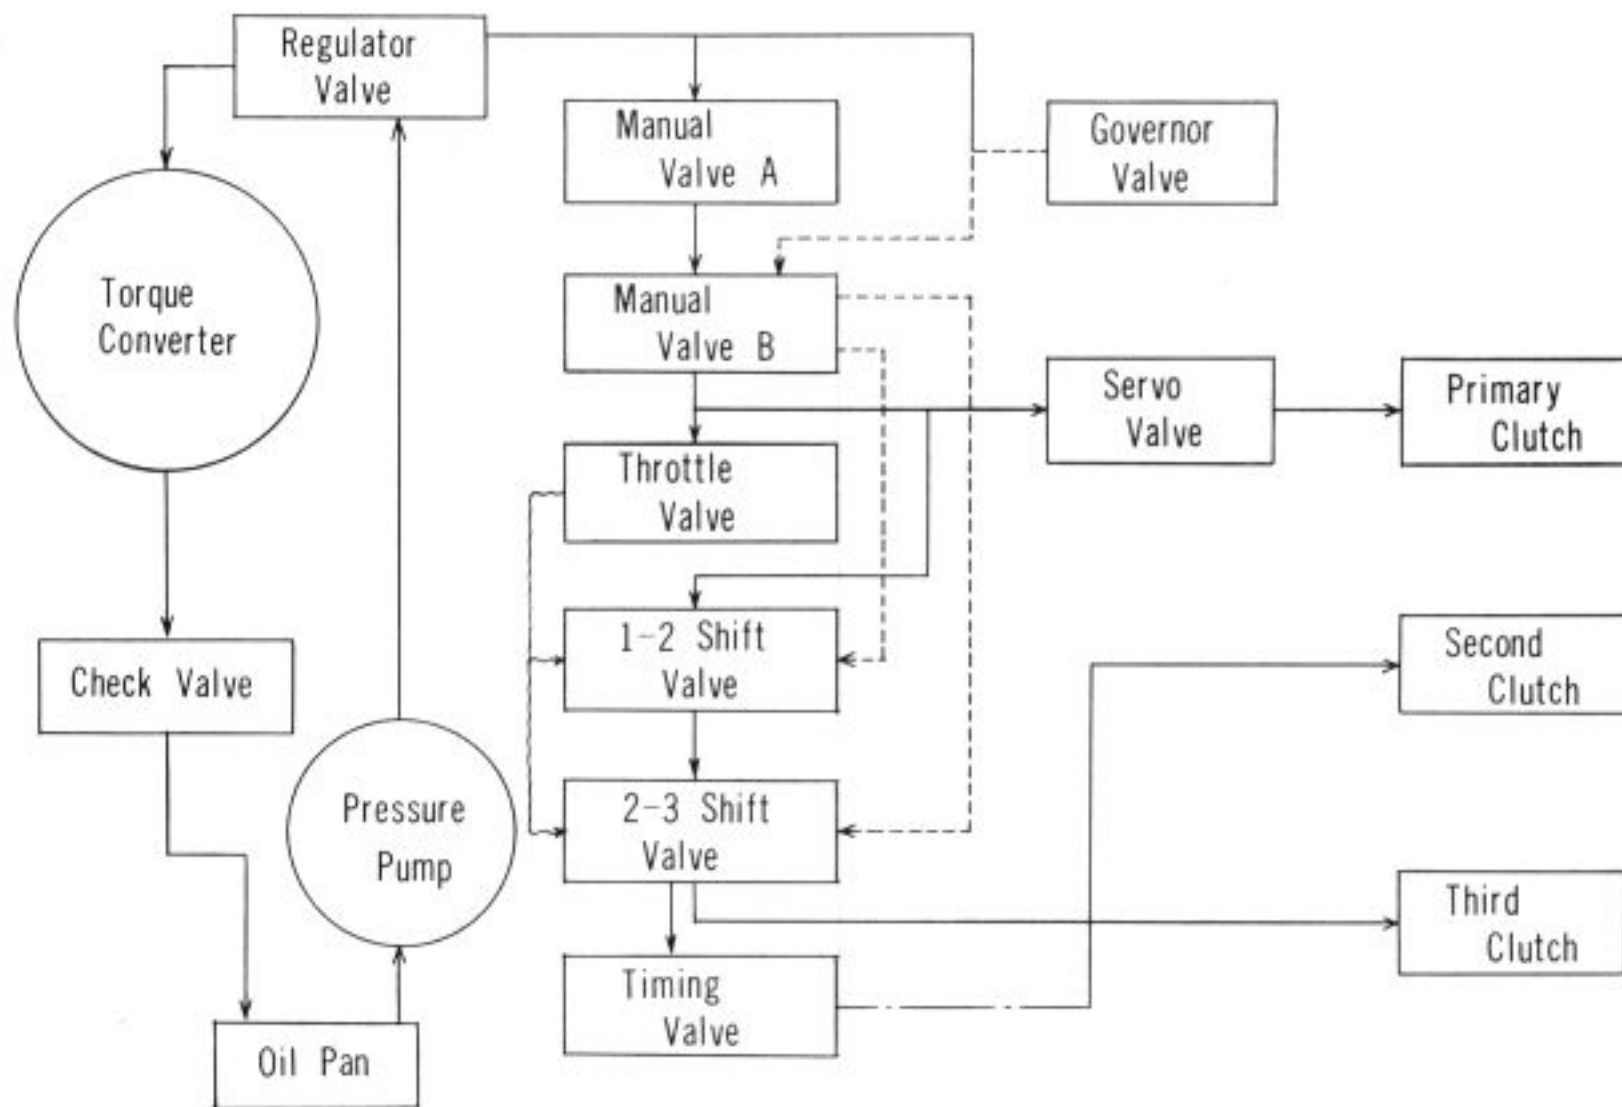 Regulator
Valve
Manual
Valve A
Governor
Valve
Torque
Converter
Manual
Valve B
Servo
Valve
Primary
Clutch
Throttle
Valve
1-2 Shift
Valve
Second
Clutch
Check Valve
Pressure
Pump
2-3 Shift
Valve
Third
Clutch
Timing
Valve
Oil Pan